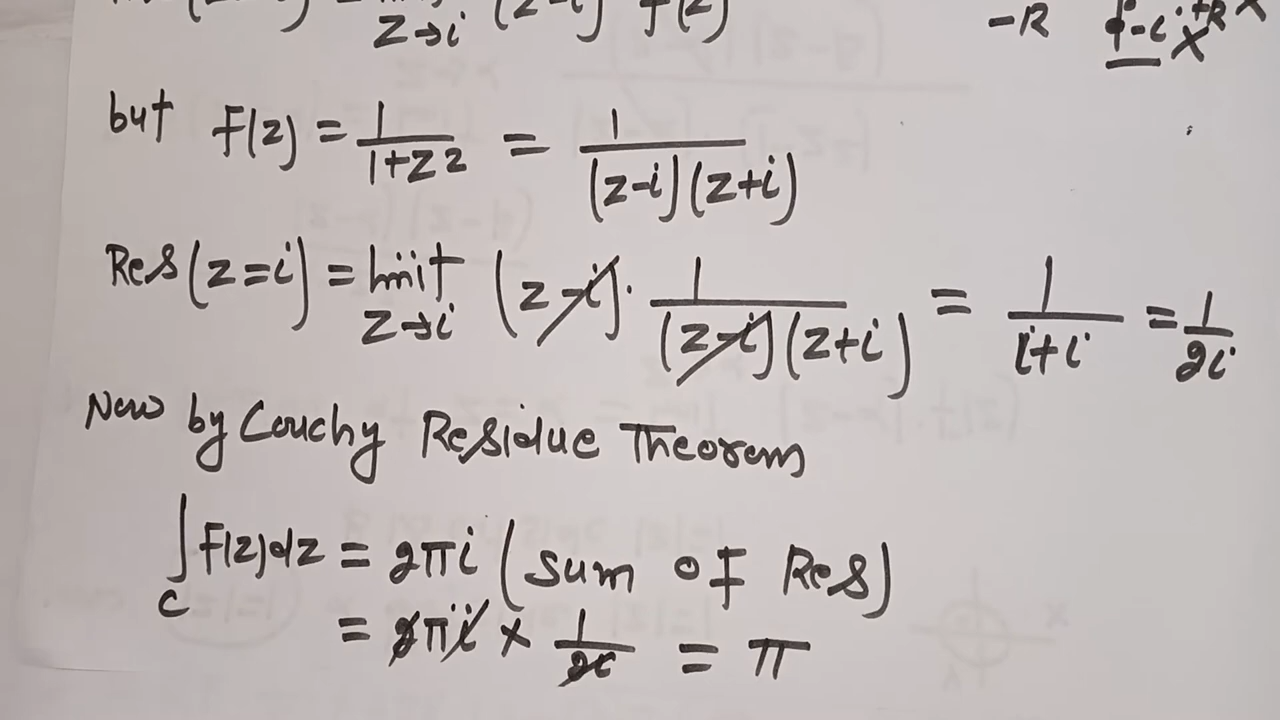 Z→i (z-i) f(z)
-R -i +R X
X
but F(z) = 1/(1+z2) = 1/((z-i)(z+i))
Res(z=i) = limit z→i (z-i). 1/((z-i)(z+i)) = 1/(i+i) = 1/2i
Now by Couchy Residue Theorem
∫c F(z)dz = 2πi (sum of Res)
= 2πi x 1/2i = π